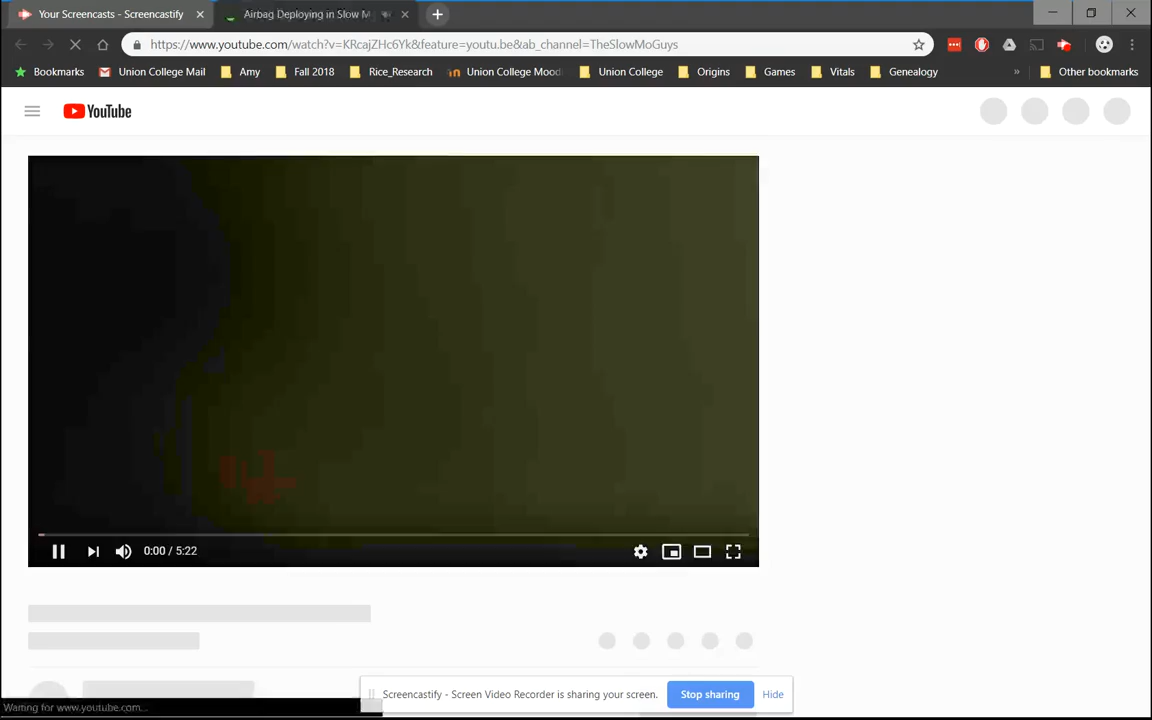 Your Screencasts - Screencastify
Airbag Deploying in Slow M
https://www.youtube.com/watch?v=KRcajZHc6Yk&feature=youtu.be&ab_channel=TheSlowMoGuys
Bookmarks Union College Mail Amy Fall 2018 Rice_Research Union College Mood Union College Origins Games Vitals Genealogy » Other bookmarks
YouTube
0:00 / 5:22
Screencastify - Screen Video Recorder is sharing your screen. Stop sharing Hide
Waiting for www.youtube.com...